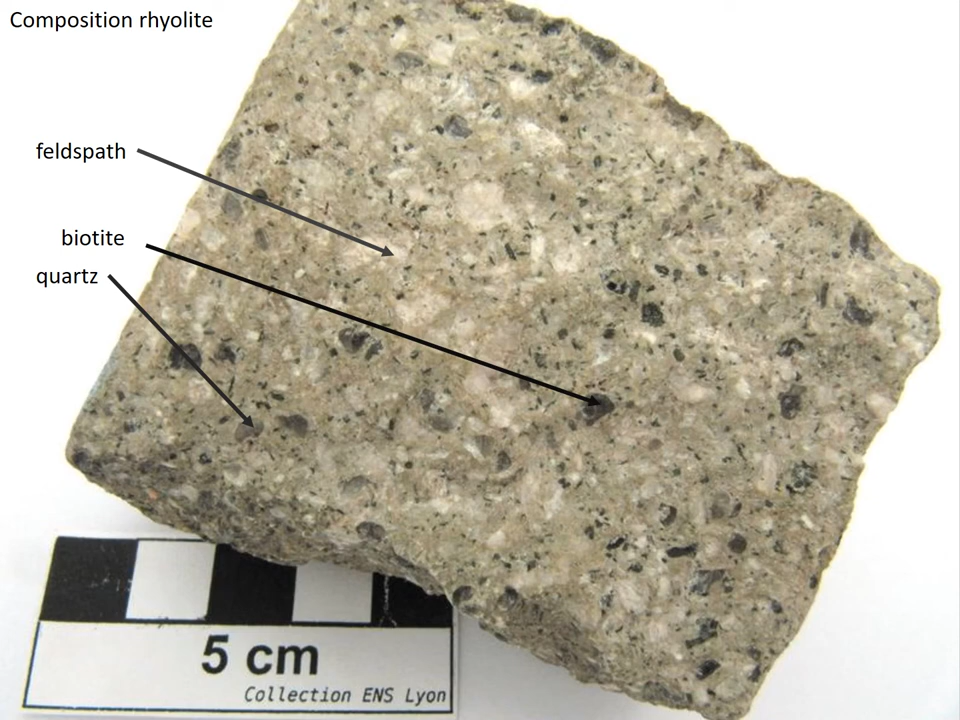 Composition rhyolite
feldspath
biotite
quartz
5 cm
Collection ENS Lyon